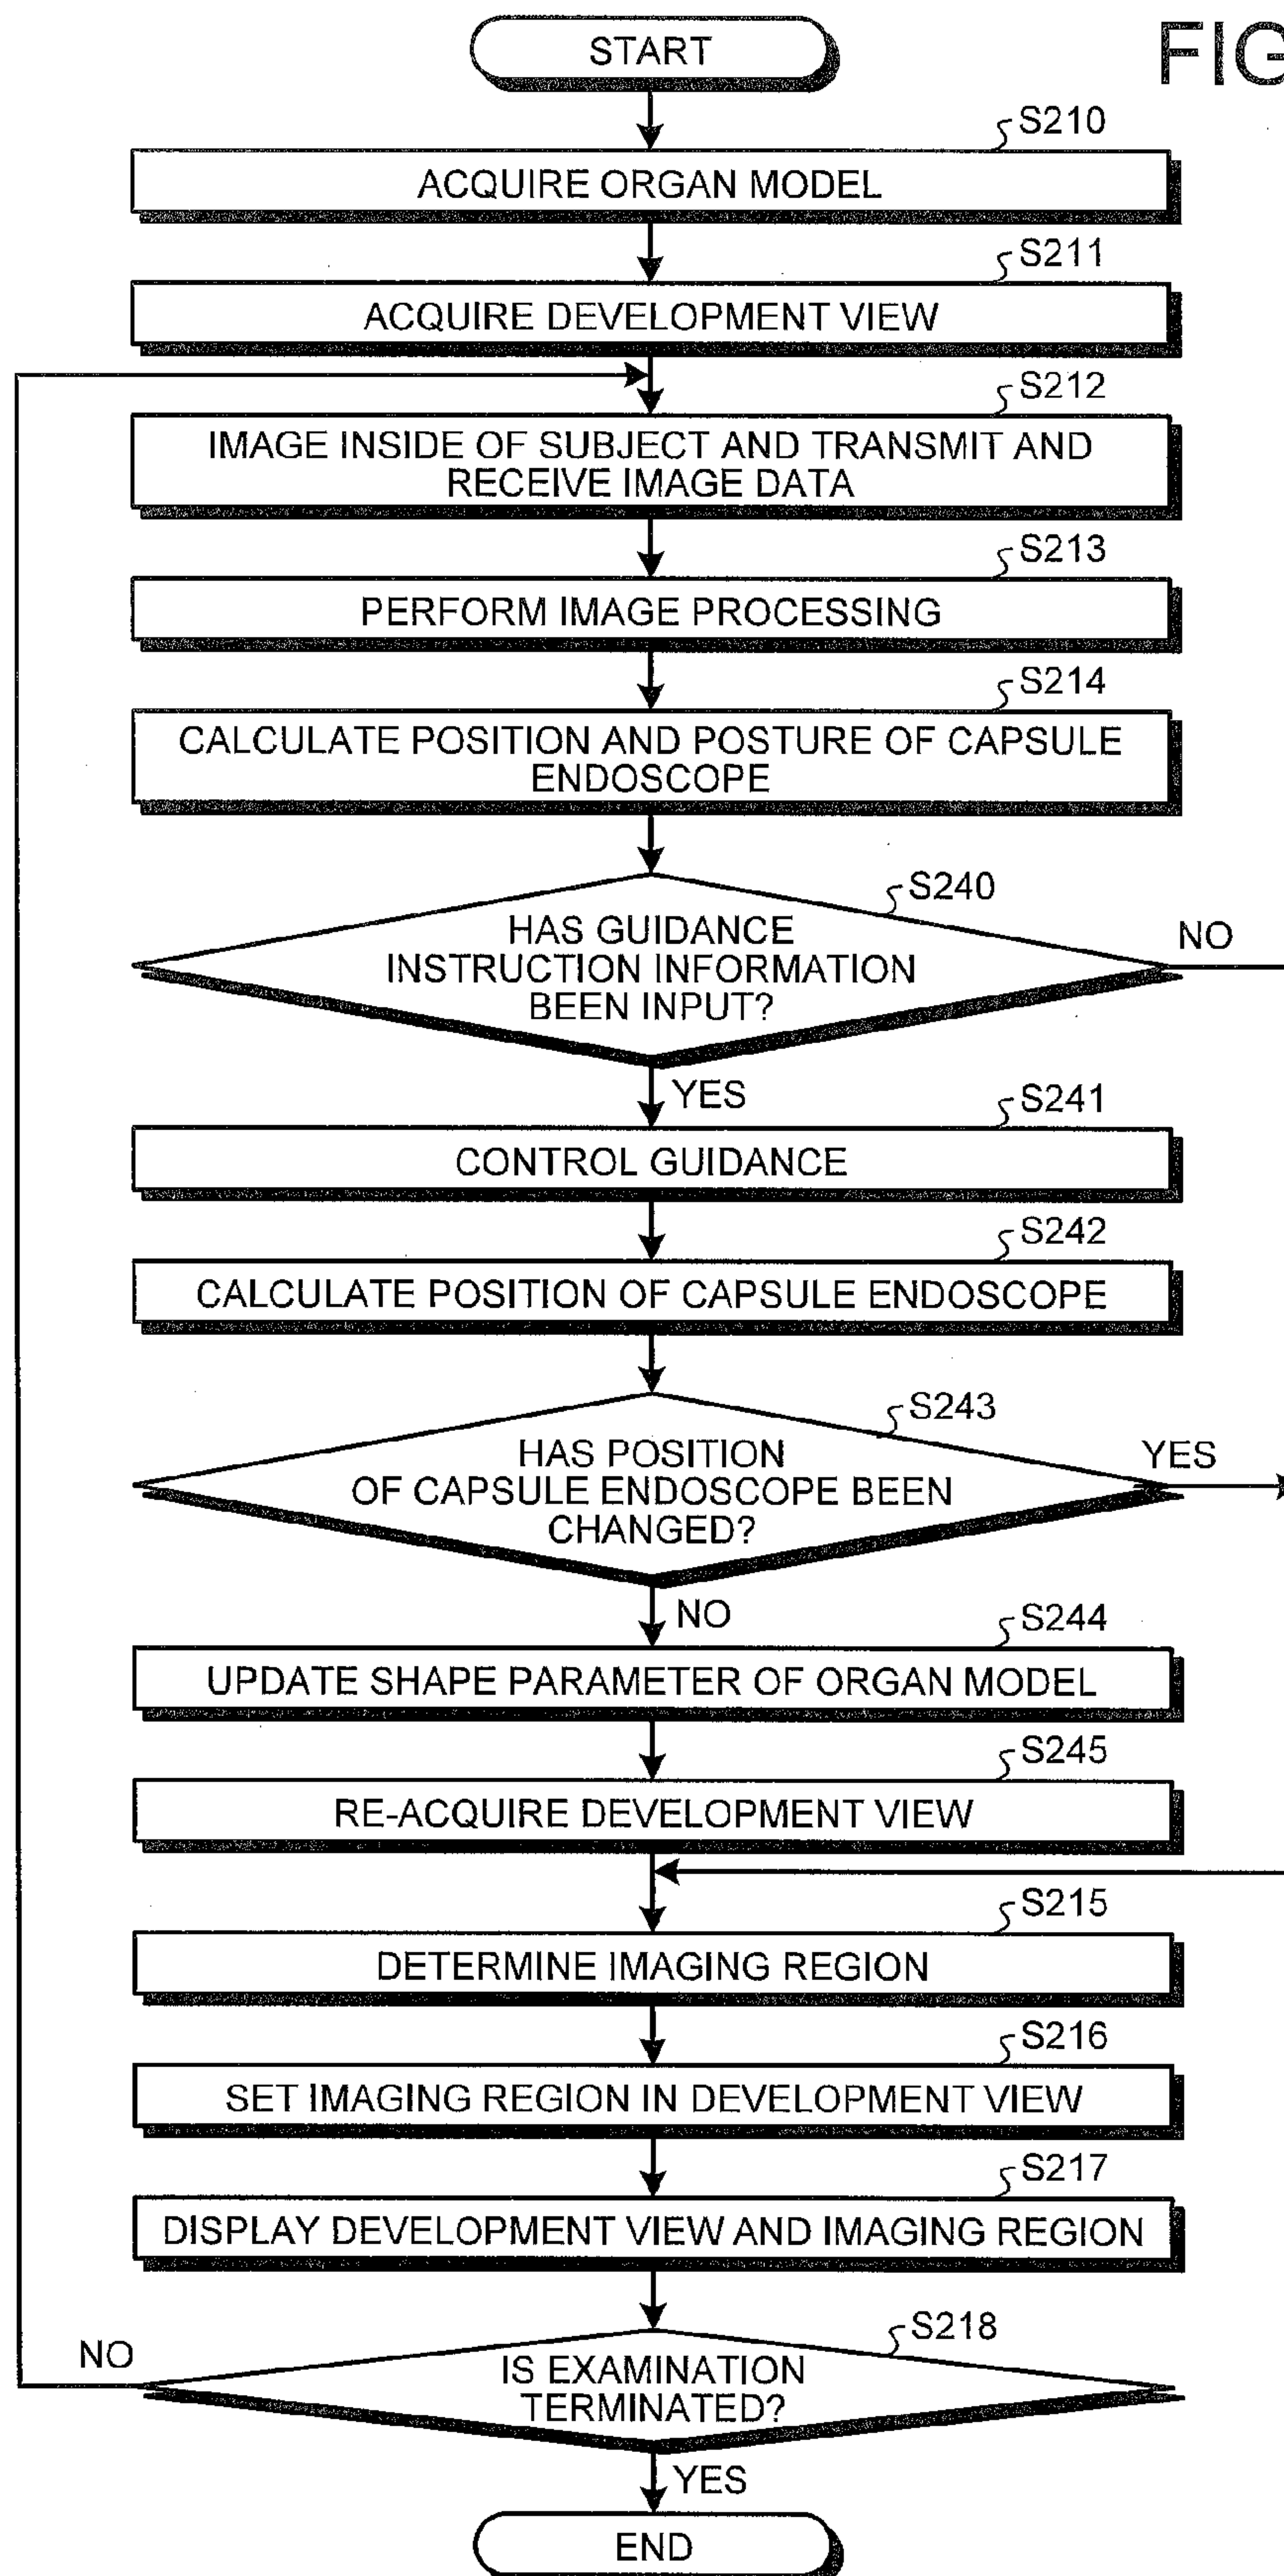 FIG
START
S210
ACQUIRE ORGAN MODEL
S211
ACQUIRE DEVELOPMENT VIEW
S212
IMAGE INSIDE OF SUBJECT AND TRANSMIT AND
RECEIVE IMAGE DATA
S213
PERFORM IMAGE PROCESSING
S214
CALCULATE POSITION AND POSTURE OF CAPSULE
ENDOSCOPE
S240
HAS GUIDANCE
INSTRUCTION INFORMATION
BEEN INPUT?
NO
YES
S241
CONTROL GUIDANCE
S242
CALCULATE POSITION OF CAPSULE ENDOSCOPE
S243
HAS POSITION
OF CAPSULE ENDOSCOPE BEEN
CHANGED?
YES
NO
S244
UPDATE SHAPE PARAMETER OF ORGAN MODEL
S245
RE-ACQUIRE DEVELOPMENT VIEW
S215
DETERMINE IMAGING REGION
S216
SET IMAGING REGION IN DEVELOPMENT VIEW
S217
DISPLAY DEVELOPMENT VIEW AND IMAGING REGION
S218
IS EXAMINATION
TERMINATED?
NO
YES
END